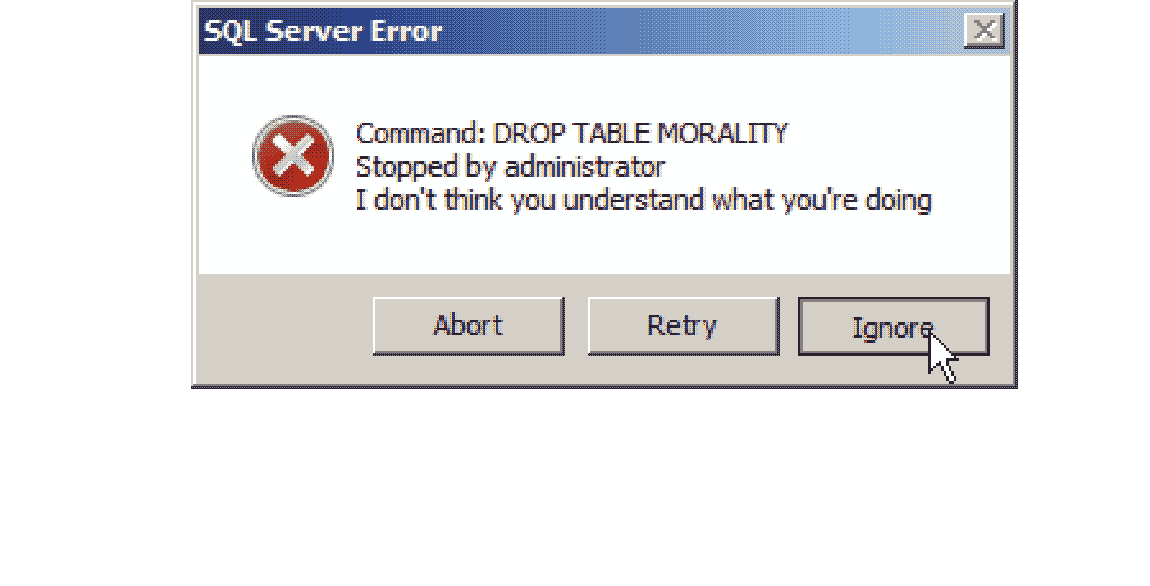 SQL Server Error
Command: DROP TABLE MORALITY
Stopped by administrator
I don't think you understand what you're doing
Abort
Retry
Ignore